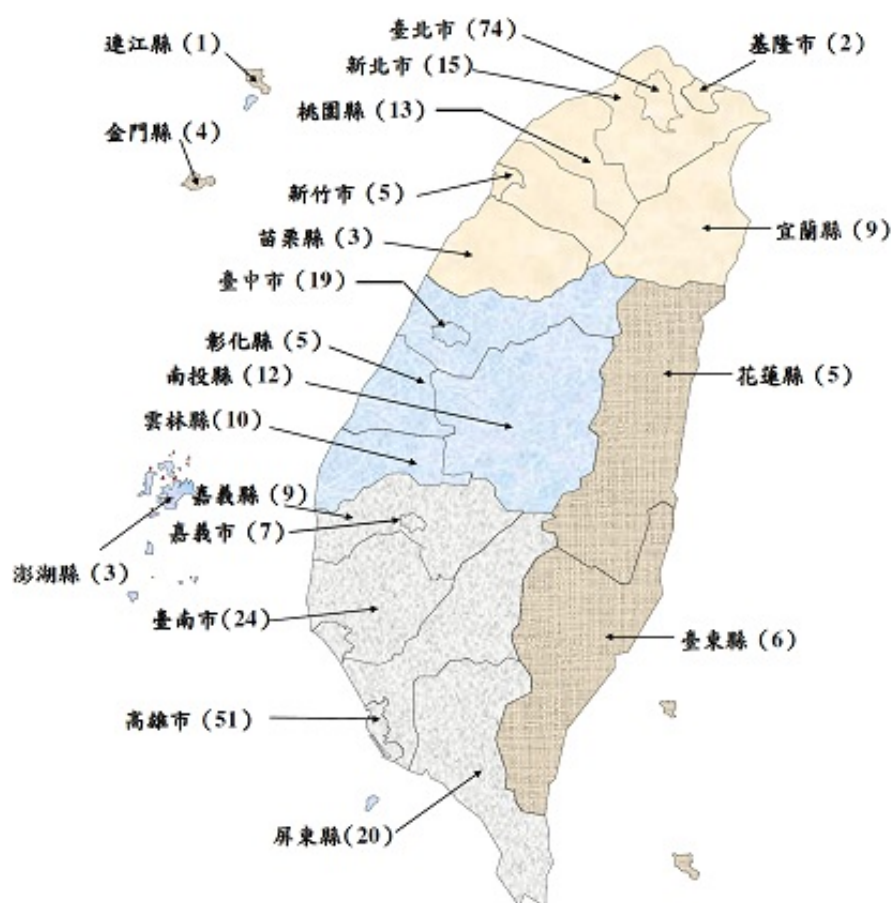 臺北市 (74)
連江縣 (1)
基隆市 (2)
新北市 (15)
桃園縣 (13)
金門縣 (4)
新竹市 (5)
苗栗縣 (3)
宜蘭縣 (9)
臺中市 (19)
彰化縣 (5)
南投縣 (12)
花蓮縣 (5)
雲林縣(10)
嘉義縣 (9)
嘉義市 (7)
澎湖縣 (3)
臺南市(24)
臺東縣 (6)
高雄市 (51)
屏東縣(20)